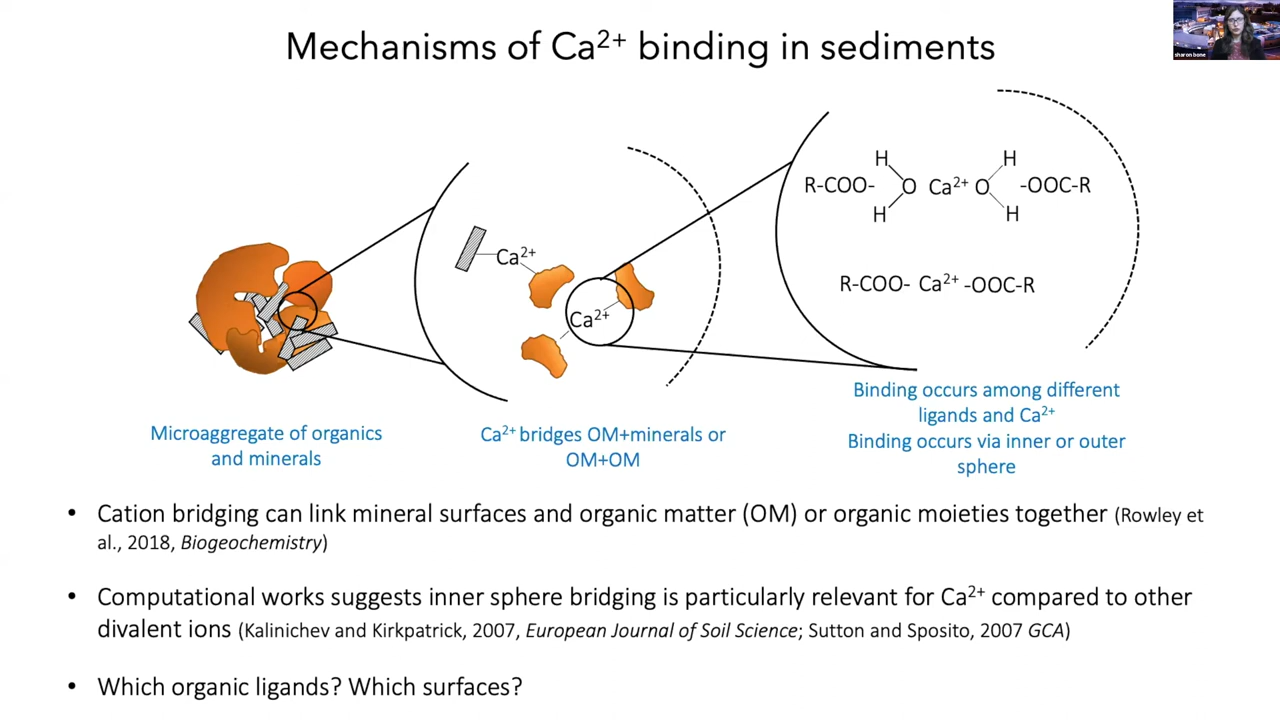 Mechanisms of Ca²⁺ binding in sediments
sharon bone
Ca²⁺
Ca²⁺
H
H
R-COO-
O
Ca²⁺
O
-OOC-R
H
H
R-COO- Ca²⁺ -OOC-R
Microaggregate of organics
and minerals
Ca²⁺ bridges OM+minerals or
OM+OM
Binding occurs among different
ligands and Ca²⁺
Binding occurs via inner or outer
sphere
• Cation bridging can link mineral surfaces and organic matter (OM) or organic moieties together (Rowley et
al., 2018, Biogeochemistry)
• Computational works suggests inner sphere bridging is particularly relevant for Ca²⁺ compared to other
divalent ions (Kalinichev and Kirkpatrick, 2007, European Journal of Soil Science; Sutton and Sposito, 2007 GCA)
• Which organic ligands? Which surfaces?